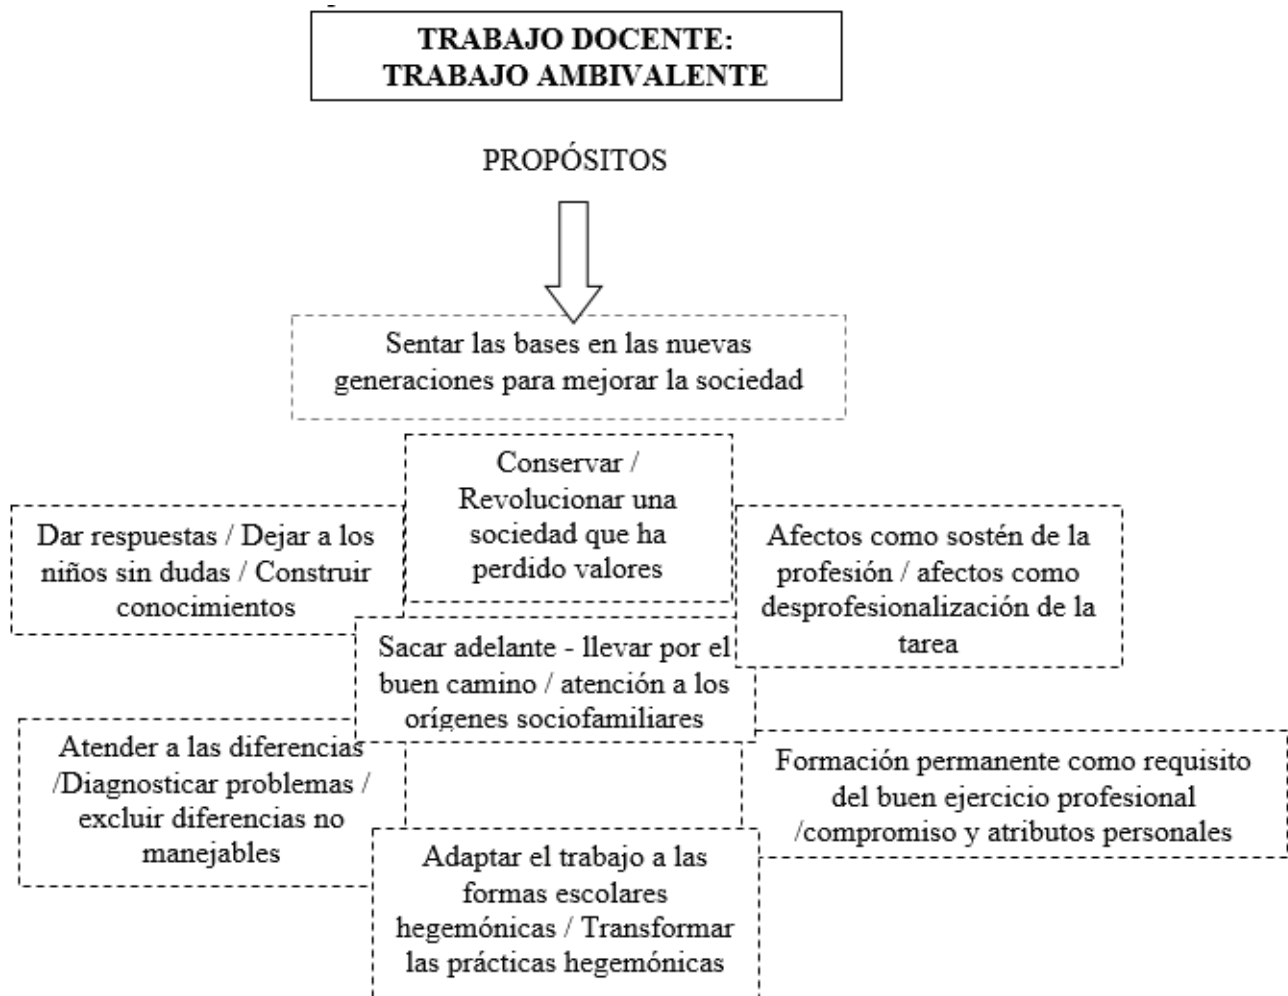 TRABAJO DOCENTE:
TRABAJO AMBIVALENTE
PROPÓSITOS
Sentar las bases en las nuevas
generaciones para mejorar la sociedad
Conservar /
Revolucionar una
sociedad que ha
perdido valores
Dar respuestas / Dejar a los
niños sin dudas / Construir
conocimientos
Afectos como sostén de la
profesión / afectos como
desprofesionalización de la
tarea
Sacar adelante - llevar por el
buen camino / atención a los
orígenes sociofamiliares
Atender a las diferencias
/Diagnosticar problemas /
excluir diferencias no
manejables
Formación permanente como requisito
del buen ejercicio profesional
/compromiso y atributos personales
Adaptar el trabajo a las
formas escolares
hegemónicas / Transformar
las prácticas hegemónicas